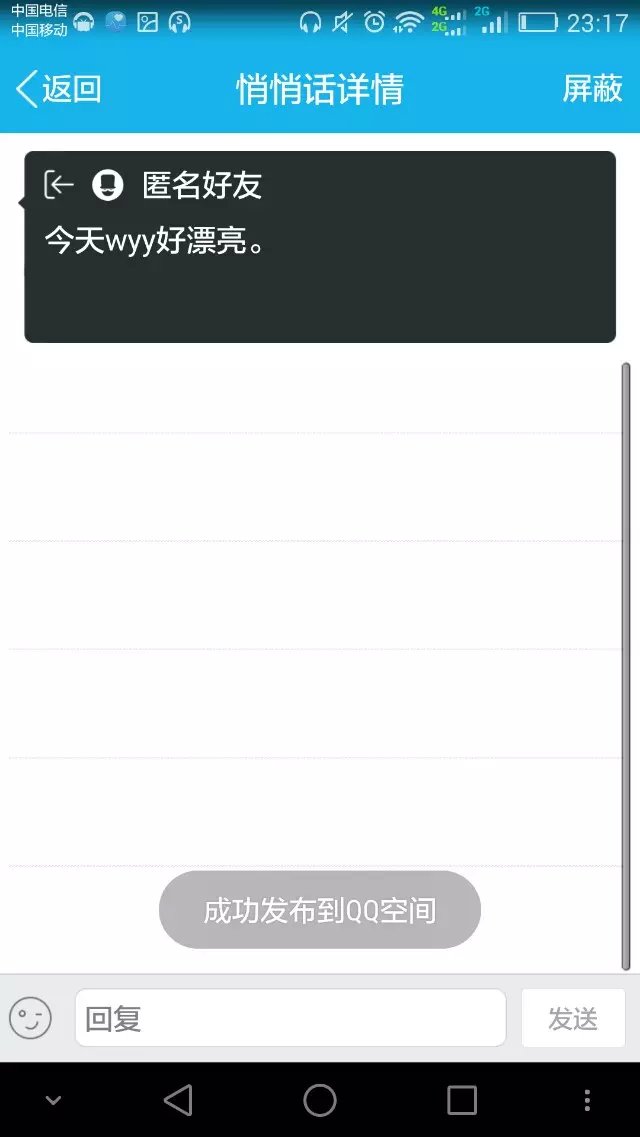 中国电信
中国移动
4G
2G
2G
23:17
返回
悄悄话详情
屏蔽
匿名好友
今天wyy好漂亮。
成功发布到QQ空间
回复
发送